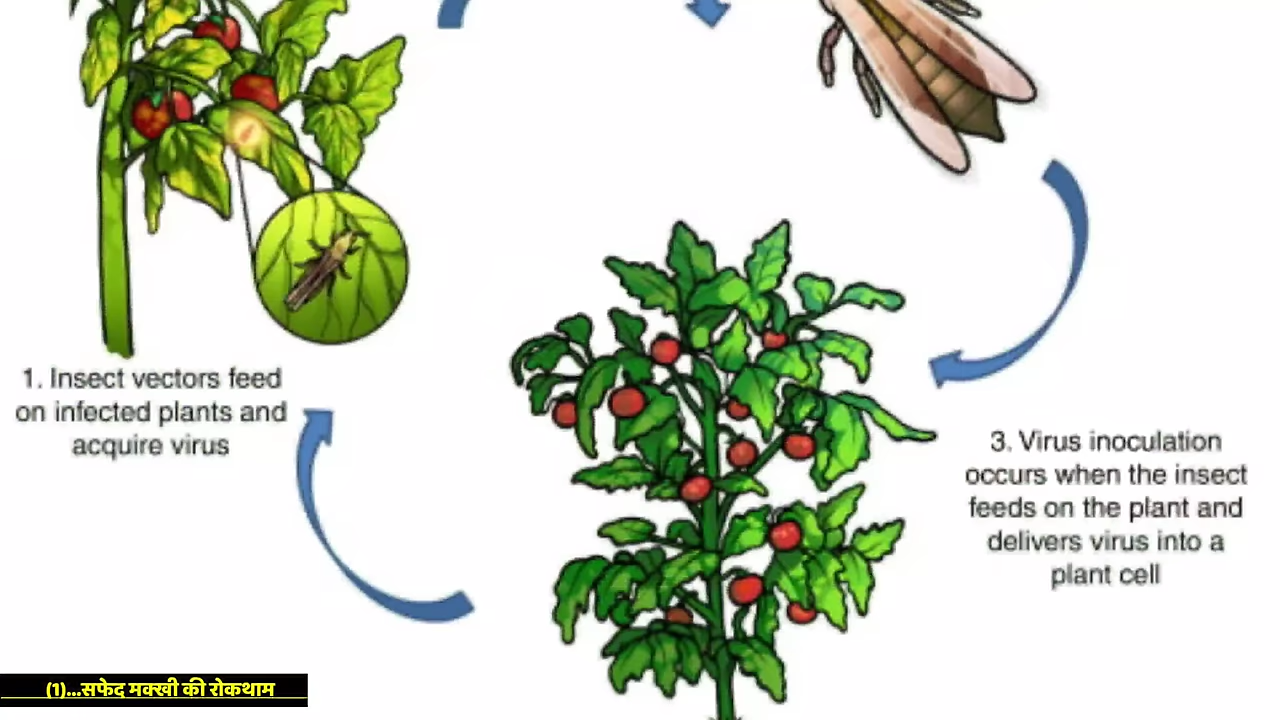 1. Insect vectors feed
on infected plants and
acquire virus
3. Virus inoculation
occurs when the insect
feeds on the plant and
delivers virus into a
plant cell
(1)...सफेद मक्खी की रोकथाम